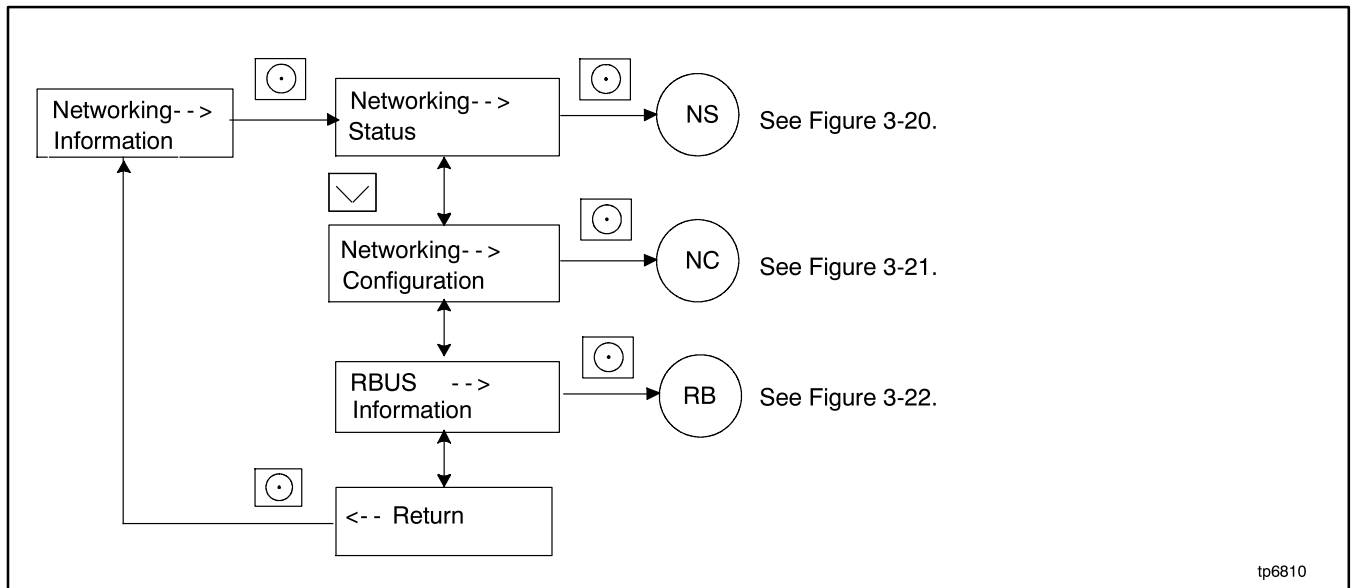 Networking-->
Information
Networking-->
Status
NS
See Figure 3-20.
Networking-->
Configuration
NC
See Figure 3-21.
RBUS -->
Information
RB
See Figure 3-22.
<-- Return
tp6810